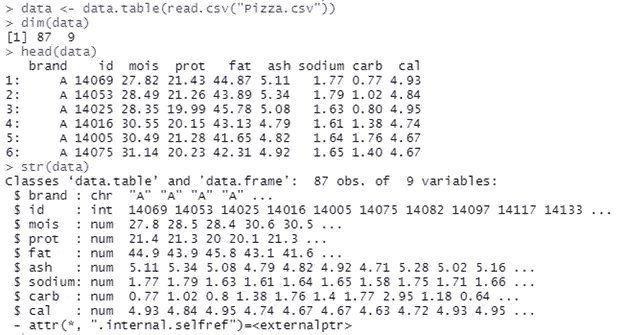 > data <- data.table(read.csv("Pizza.csv"))
> dim(data)
[1] 87  9
> head(data)
   brand    id  mois  prot   fat  ash sodium carb  cal
1:     A 14069 27.82 21.43 44.87 5.11   1.77 0.77 4.93
2:     A 14053 28.49 21.26 43.89 5.34   1.79 1.02 4.84
3:     A 14025 28.35 19.99 45.78 5.08   1.63 0.80 4.95
4:     A 14016 30.55 20.15 43.13 4.79   1.61 1.38 4.74
5:     A 14005 30.49 21.28 41.65 4.82   1.64 1.76 4.67
6:     A 14075 31.14 20.23 42.31 4.92   1.65 1.40 4.67
> str(data)
Classes ‘data.table’ and 'data.frame':  87 obs. of  9 variables:
 $ brand : chr  "A" "A" "A" "A" ...
 $ id    : int  14069 14053 14025 14016 14005 14075 14082 14097 14117 14133 ...
 $ mois  : num  27.8 28.5 28.4 30.6 30.5 ...
 $ prot  : num  21.4 21.3 20 20.1 21.3 ...
 $ fat   : num  44.9 43.9 45.8 43.1 41.6 ...
 $ ash   : num  5.11 5.34 5.08 4.79 4.82 4.92 4.71 5.28 5.02 5.16 ...
 $ sodium: num  1.77 1.79 1.63 1.61 1.64 1.65 1.58 1.75 1.71 1.66 ...
 $ carb  : num  0.77 1.02 0.8 1.38 1.76 1.4 1.77 2.95 1.18 0.64 ...
 $ cal   : num  4.93 4.84 4.95 4.74 4.67 4.67 4.63 4.72 4.93 4.95 ...
 - attr(*, ".internal.selfref")=<externalptr>